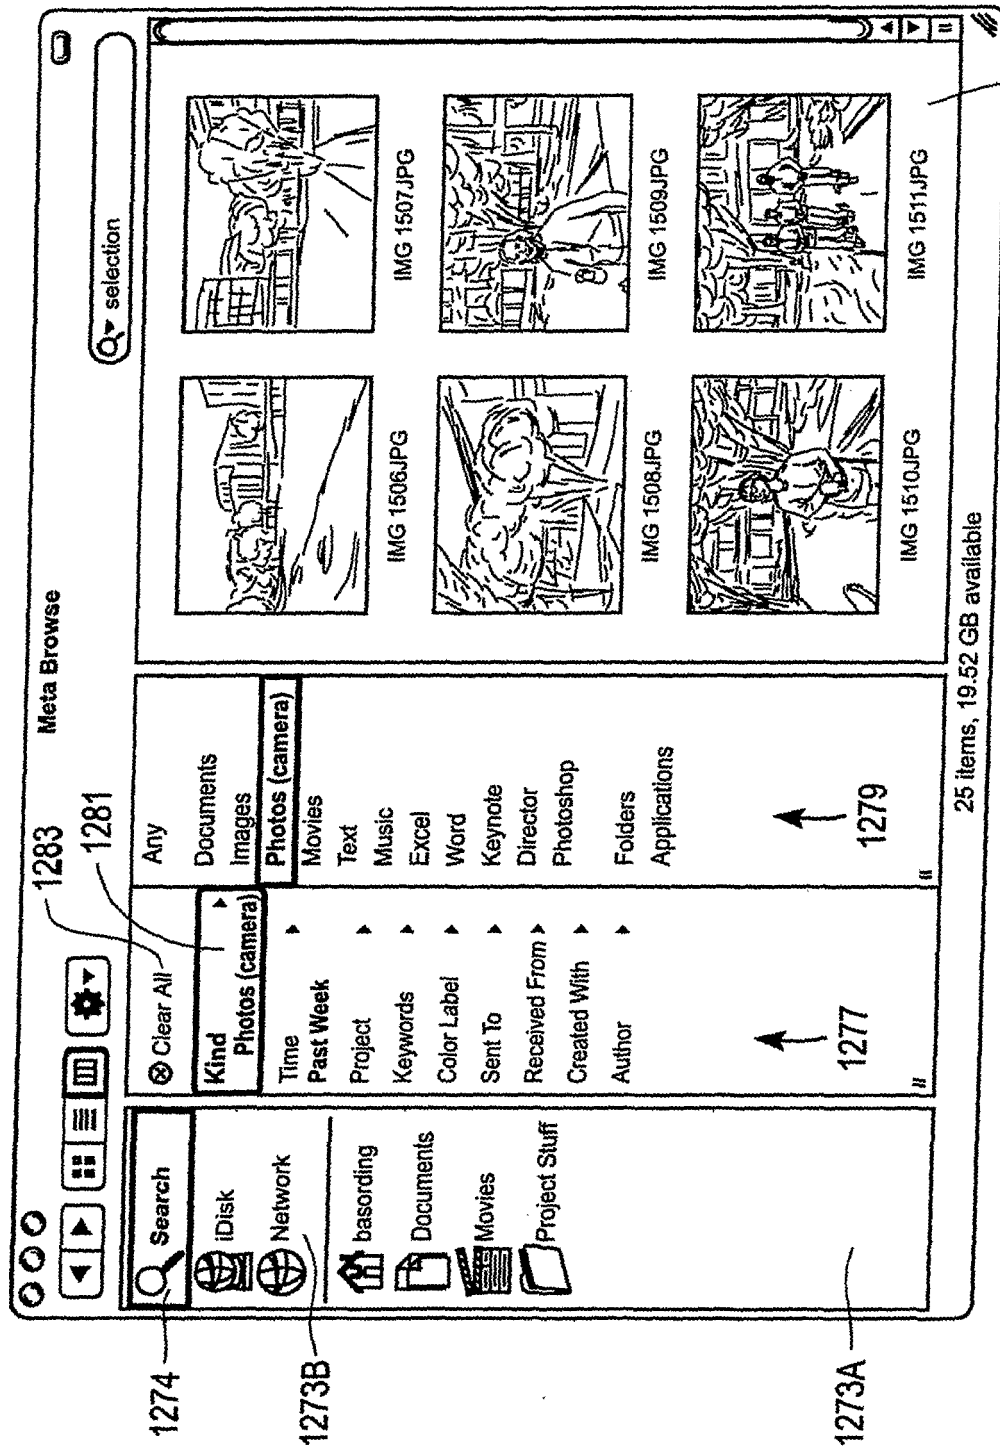 Meta Browse
selection
1283
1281
1274
Search
iDisk
Network
1273B
basording
Documents
Movies
Project Stuff
1273A
Clear All
Kind
Photos (camera)
Time
Past Week
Project
Keywords
Color Label
Sent To
Received From
Created With
Author
1277
Any
Documents
Images
Photos (camera)
Movies
Text
Music
Excel
Word
Keynote
Director
Photoshop
Folders
Applications
1279
IMG 1506JPG
IMG 1507JPG
IMG 1508JPG
IMG 1509JPG
IMG 1510JPG
IMG 1511JPG
25 items, 19.52 GB available